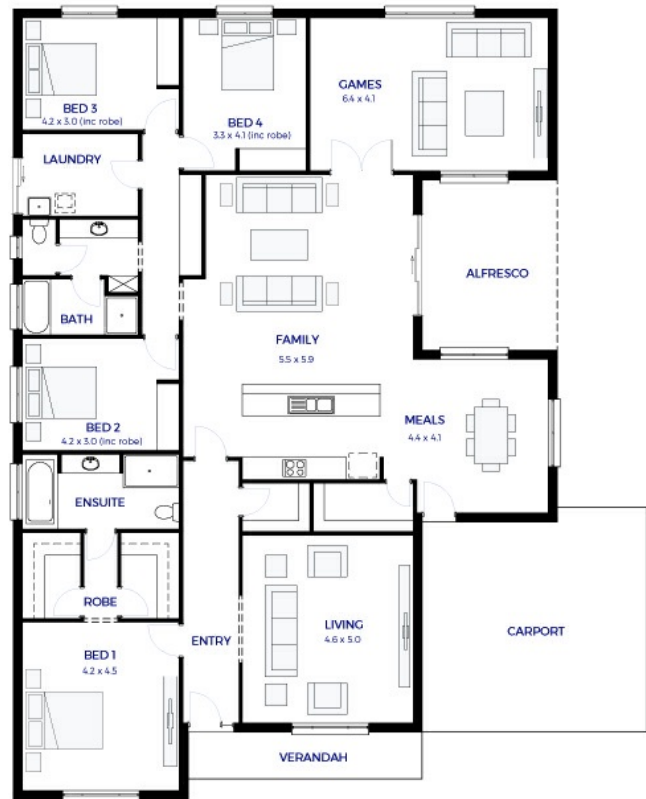 BED 3
4.2 x 3.0 (inc robe)
BED 4
3.3 x 4.1 (inc robe)
GAMES
6.4 x 4.1
LAUNDRY
ALFRESCO
BATH
FAMILY
5.5 x 5.9
BED 2
4.2 x 3.0 (inc robe)
MEALS
4.4 x 4.1
ENSUITE
ROBE
BED 1
4.2 x 4.5
ENTRY
LIVING
4.6 x 5.0
CARPORT
VERANDAH